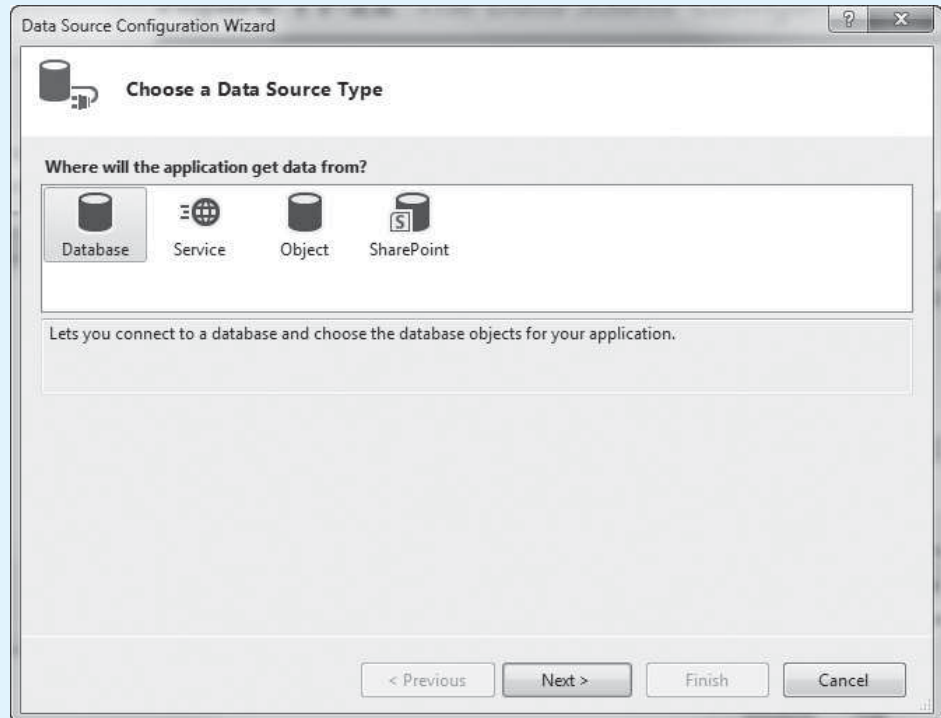 Data Source Configuration Wizard
?
X
Choose a Data Source Type
Where will the application get data from?
Database
Service
S
Object
SharePoint
Lets you connect to a database and choose the database objects for your application.
< Previous
Next >
Finish
Cancel